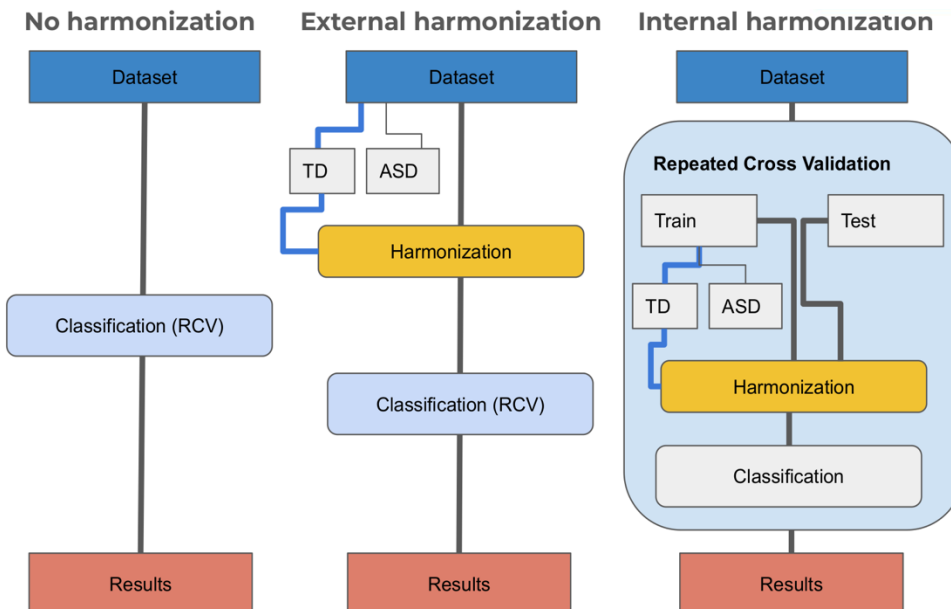 No harmonization
External harmonization
Internal harmonization
Dataset
Classification (RCV)
Results
Dataset
TD
ASD
Harmonization
Classification (RCV)
Results
Dataset
Repeated Cross Validation
Train
Test
TD
ASD
Harmonization
Classification
Results